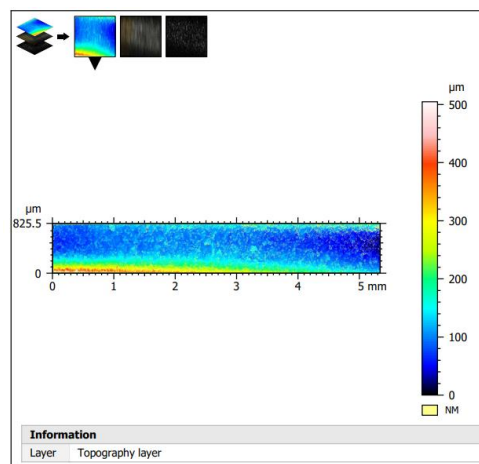 µm
500
400
300
200
100
0
NM
µm
825.5
0
0 1 2 3 4 5 mm
Information
Layer Topography layer